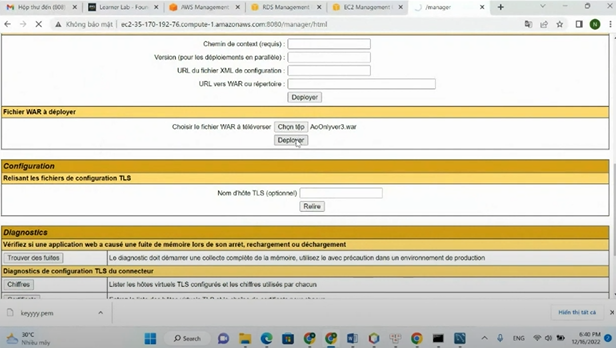 Hộp thư đến (808)
Learner Lab - Foun
AWS Management
RDS Management
EC2 Management
/manager
Không bảo mật | ec2-35-170-192-76.compute-1.amazonaws.com:8080/manager/html
Chemin de context (requis) :
Version (pour les déploiements en parallèle) :
URL du fichier XML de configuration :
URL vers WAR ou répertoire :
Deployer
Fichier WAR à déployer
Choisir le fichier WAR à téléverser Chọn tệp AoOnlyver3.war
Deployer
Configuration
Relisant les fichiers de configuration TLS
Nom d'hôte TLS (optionnel)
Relire
Diagnostics
Vérifiez si une application web a causé une fuite de mémoire lors de son arrêt, rechargement ou déchargement
Trouver des fuites Le diagnostic doit démarrer une collecte complète de la mémoire, utilisez le avec précaution dans un environnement de production
Diagnostics de configuration TLS du connecteur
Chiffres Lister les hôtes virtuels TLS configurés et les chiffres utilisés par chacun
keyyyy.pem
Hiển thị tất cả
30°C
Nhiều mây
Search
ENG
6:40 PM
12/16/2022